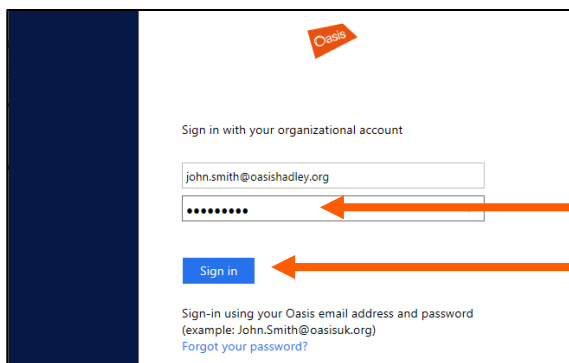 Oasis
Sign in with your organizational account
john.smith@oasishadley.org
•••••••••
Sign in
Sign-in using your Oasis email address and password
(example: John.Smith@oasisuk.org)
Forgot your password?